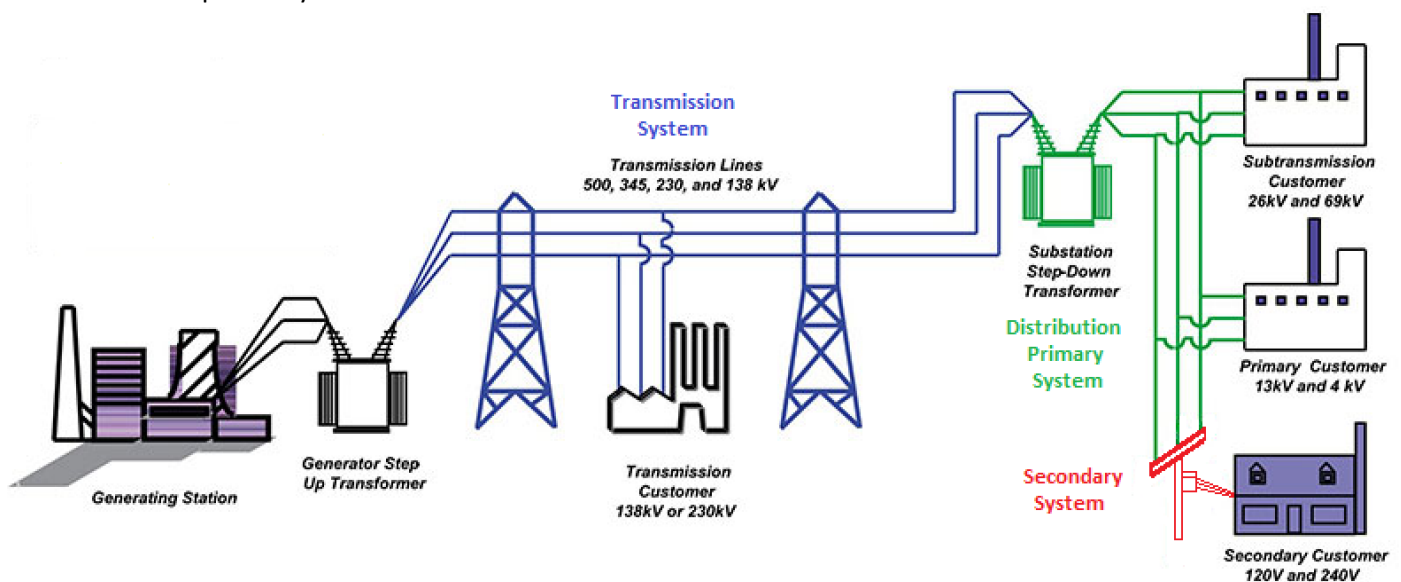 Transmission
System
Transmission Lines
500, 345, 230, and 138 kV
Subtransmission
Customer
26kV and 69kV
Substation
Step-Down
Transformer
Distribution
Primary
System
Primary Customer
13kV and 4 kV
Generating Station
Generator Step
Up Transformer
Transmission
Customer
138kV or 230kV
Secondary
System
Secondary Customer
120V and 240V